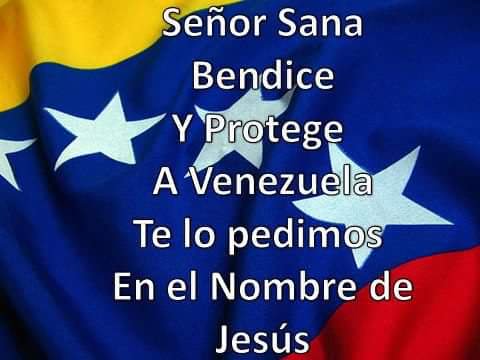 Señor Sana
Bendice
Y Protege
A Venezuela
Te lo pedimos
En el Nombre de
Jesús